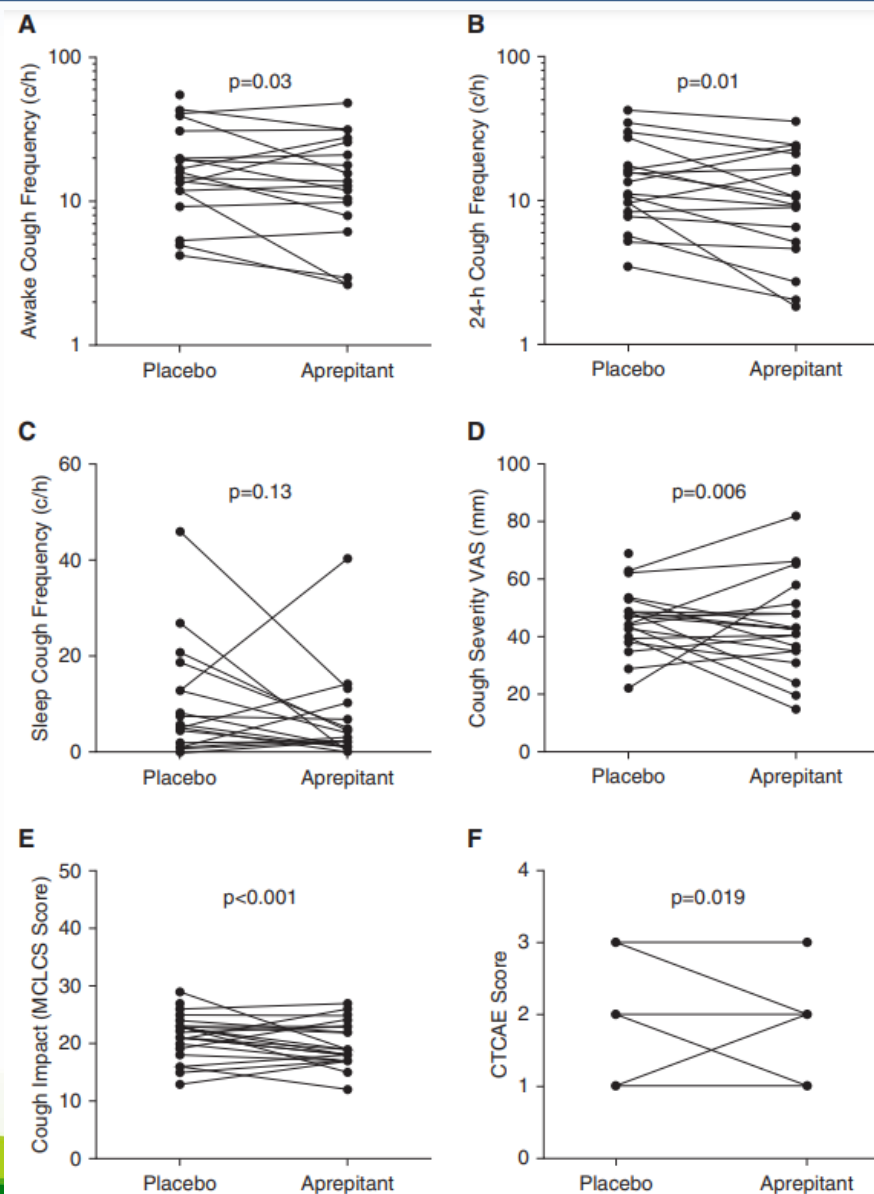 A
Awake Cough Frequency (c/h)
100
10
1
p=0.03
Placebo Aprepitant
B
24-h Cough Frequency (c/h)
100
10
1
p=0.01
Placebo Aprepitant
C
Sleep Cough Frequency (c/h)
60
40
20
0
p=0.13
Placebo Aprepitant
D
Cough Severity VAS (mm)
100
80
60
40
20
0
p=0.006
Placebo Aprepitant
E
Cough Impact (MCLCS Score)
50
40
30
20
10
0
p<0.001
Placebo Aprepitant
F
CTCAE Score
4
3
2
1
0
p=0.019
Placebo Aprepitant